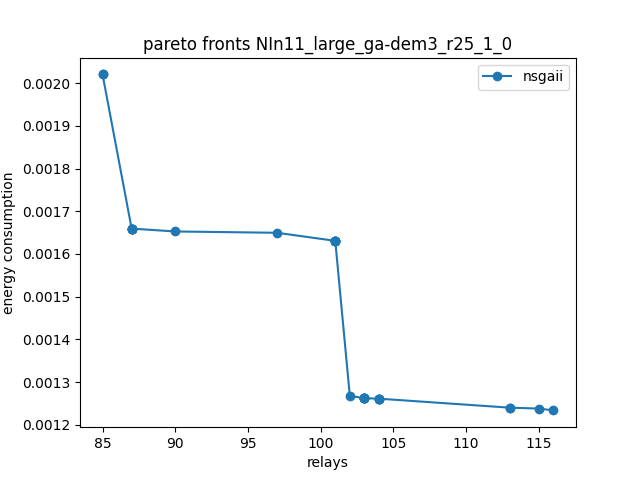 pareto fronts NIn11_large_ga-dem3_r25_1_0
nsgaii
energy consumption
0.0020
0.0019
0.0018
0.0017
0.0016
0.0015
0.0014
0.0013
0.0012
85 90 95 100 105 110 115
relays